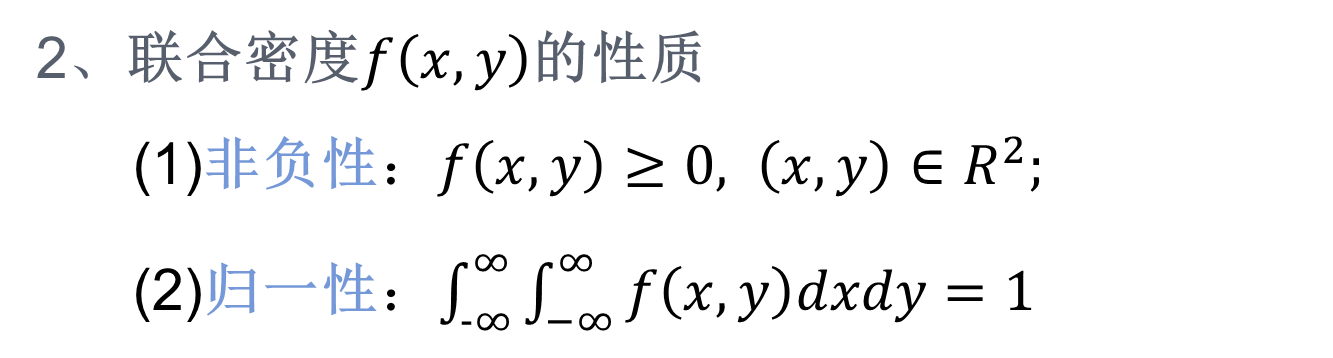 2、联合密度f(x, y)的性质
(1)非负性：f(x, y) ≥ 0, (x, y) ∈ R²;
(2)归一性：∫_{-∞}^{∞} ∫_{−∞}^{∞} f(x, y)dxdy = 1